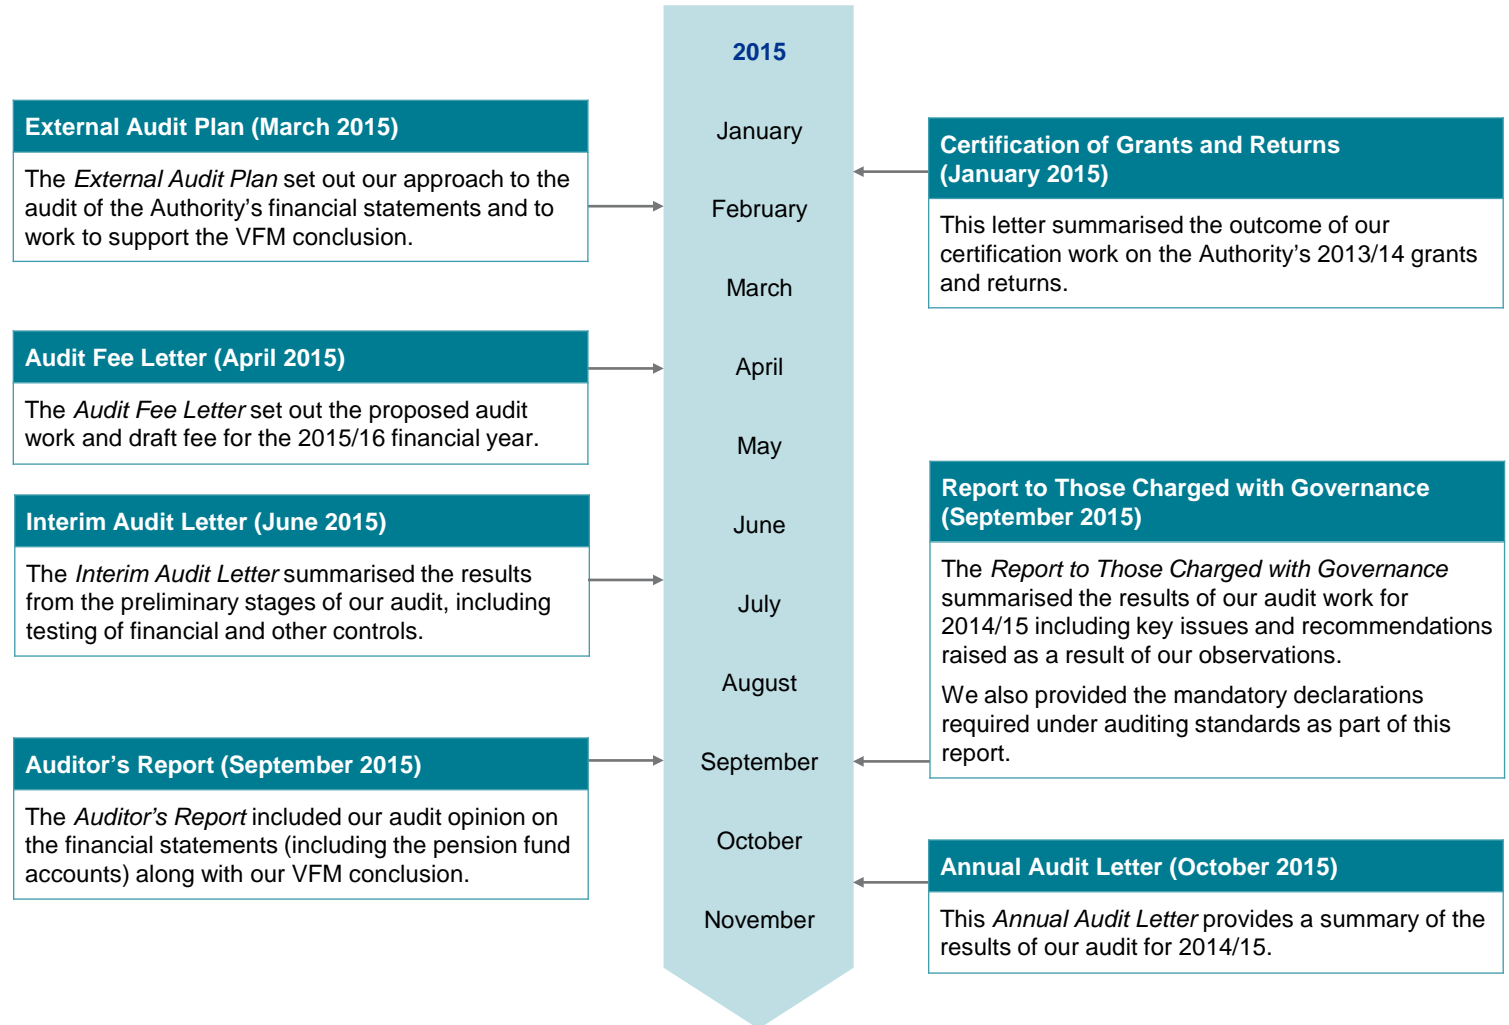 2015
January
February
March
April
May
June
July
August
September
October
November
External Audit Plan (March 2015)
The External Audit Plan set out our approach to the
audit of the Authority’s financial statements and to
work to support the VFM conclusion.
Audit Fee Letter (April 2015)
The Audit Fee Letter set out the proposed audit
work and draft fee for the 2015/16 financial year.
Interim Audit Letter (June 2015)
The Interim Audit Letter summarised the results
from the preliminary stages of our audit, including
testing of financial and other controls.
Auditor’s Report (September 2015)
The Auditor’s Report included our audit opinion on
the financial statements (including the pension fund
accounts) along with our VFM conclusion.
Certification of Grants and Returns
(January 2015)
This letter summarised the outcome of our
certification work on the Authority’s 2013/14 grants
and returns.
Report to Those Charged with Governance
(September 2015)
The Report to Those Charged with Governance
summarised the results of our audit work for
2014/15 including key issues and recommendations
raised as a result of our observations.
We also provided the mandatory declarations
required under auditing standards as part of this
report.
Annual Audit Letter (October 2015)
This Annual Audit Letter provides a summary of the
results of our audit for 2014/15.